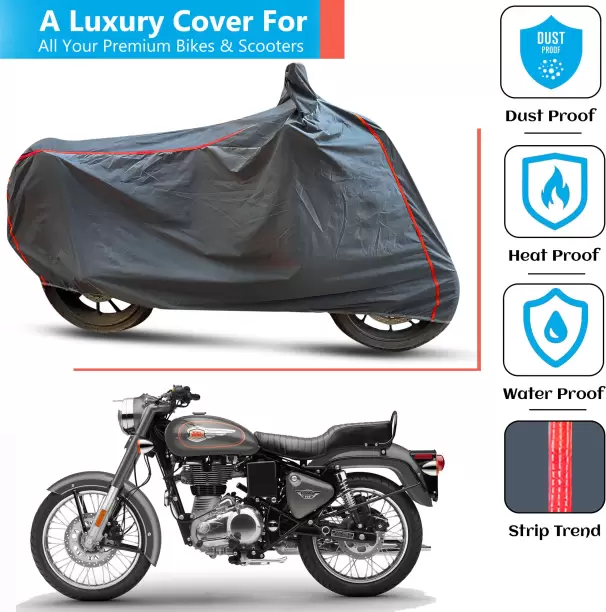 A Luxury Cover For
All Your Premium Bikes & Scooters
DUST
PROOF
Dust Proof
Heat Proof
Water Proof
Strip Trend